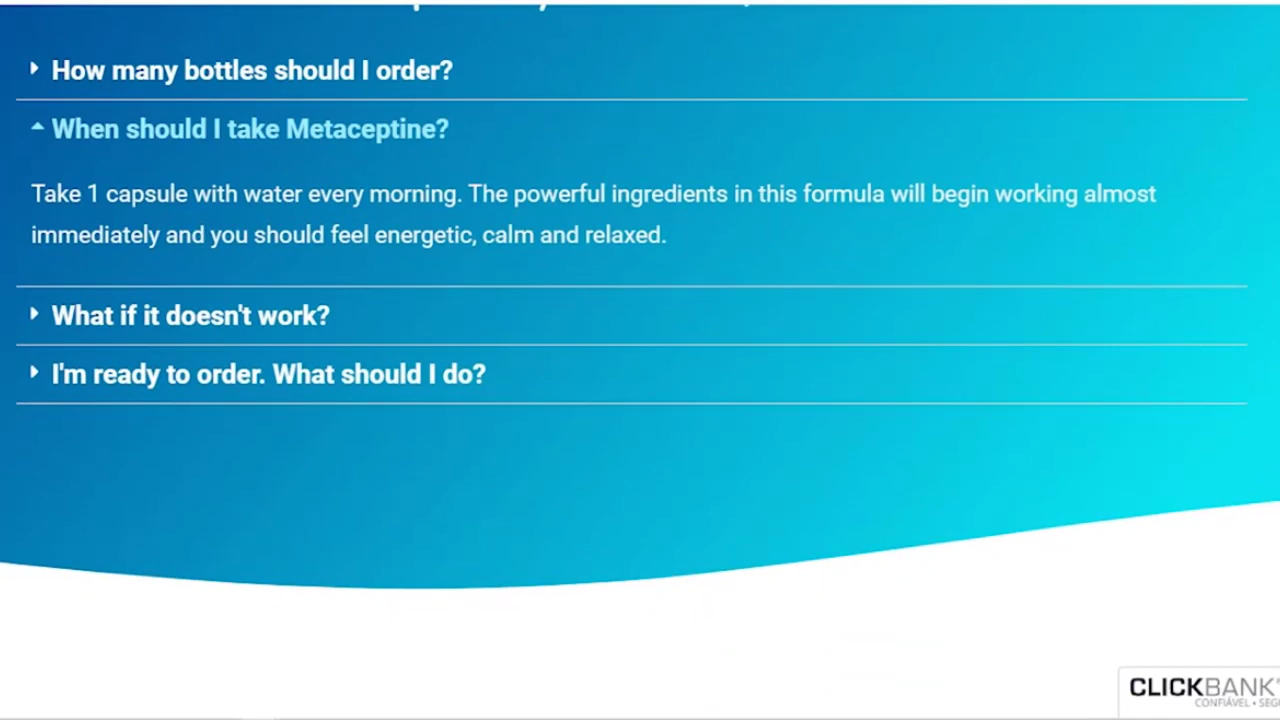 How many bottles should I order?
When should I take Metaceptine?
Take 1 capsule with water every morning. The powerful ingredients in this formula will begin working almost
immediately and you should feel energetic, calm and relaxed.
What if it doesn't work?
I'm ready to order. What should I do?
CLICKBANK
CONFIÁVEL •